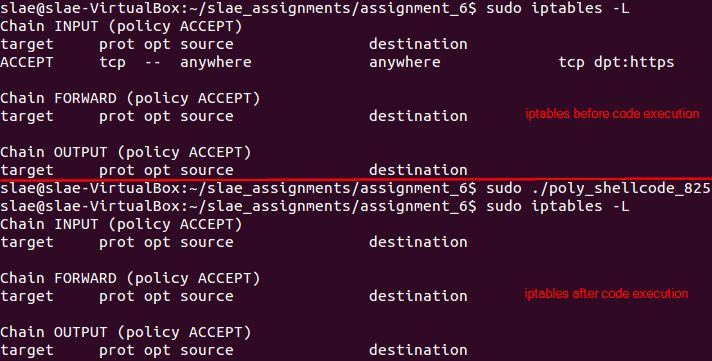 slae@slae-VirtualBox:~/slae_assignments/assignment_6$ sudo iptables -L
Chain INPUT (policy ACCEPT)
target     prot opt source               destination
ACCEPT     tcp  --  anywhere             anywhere             tcp dpt:https
Chain FORWARD (policy ACCEPT)
target     prot opt source               destination
iptables before code execution
Chain OUTPUT (policy ACCEPT)
target     prot opt source               destination
slae@slae-VirtualBox:~/slae_assignments/assignment_6$ sudo ./poly_shellcode_825
slae@slae-VirtualBox:~/slae_assignments/assignment_6$ sudo iptables -L
Chain INPUT (policy ACCEPT)
target     prot opt source               destination
Chain FORWARD (policy ACCEPT)
target     prot opt source               destination
iptables after code execution
Chain OUTPUT (policy ACCEPT)
target     prot opt source               destination